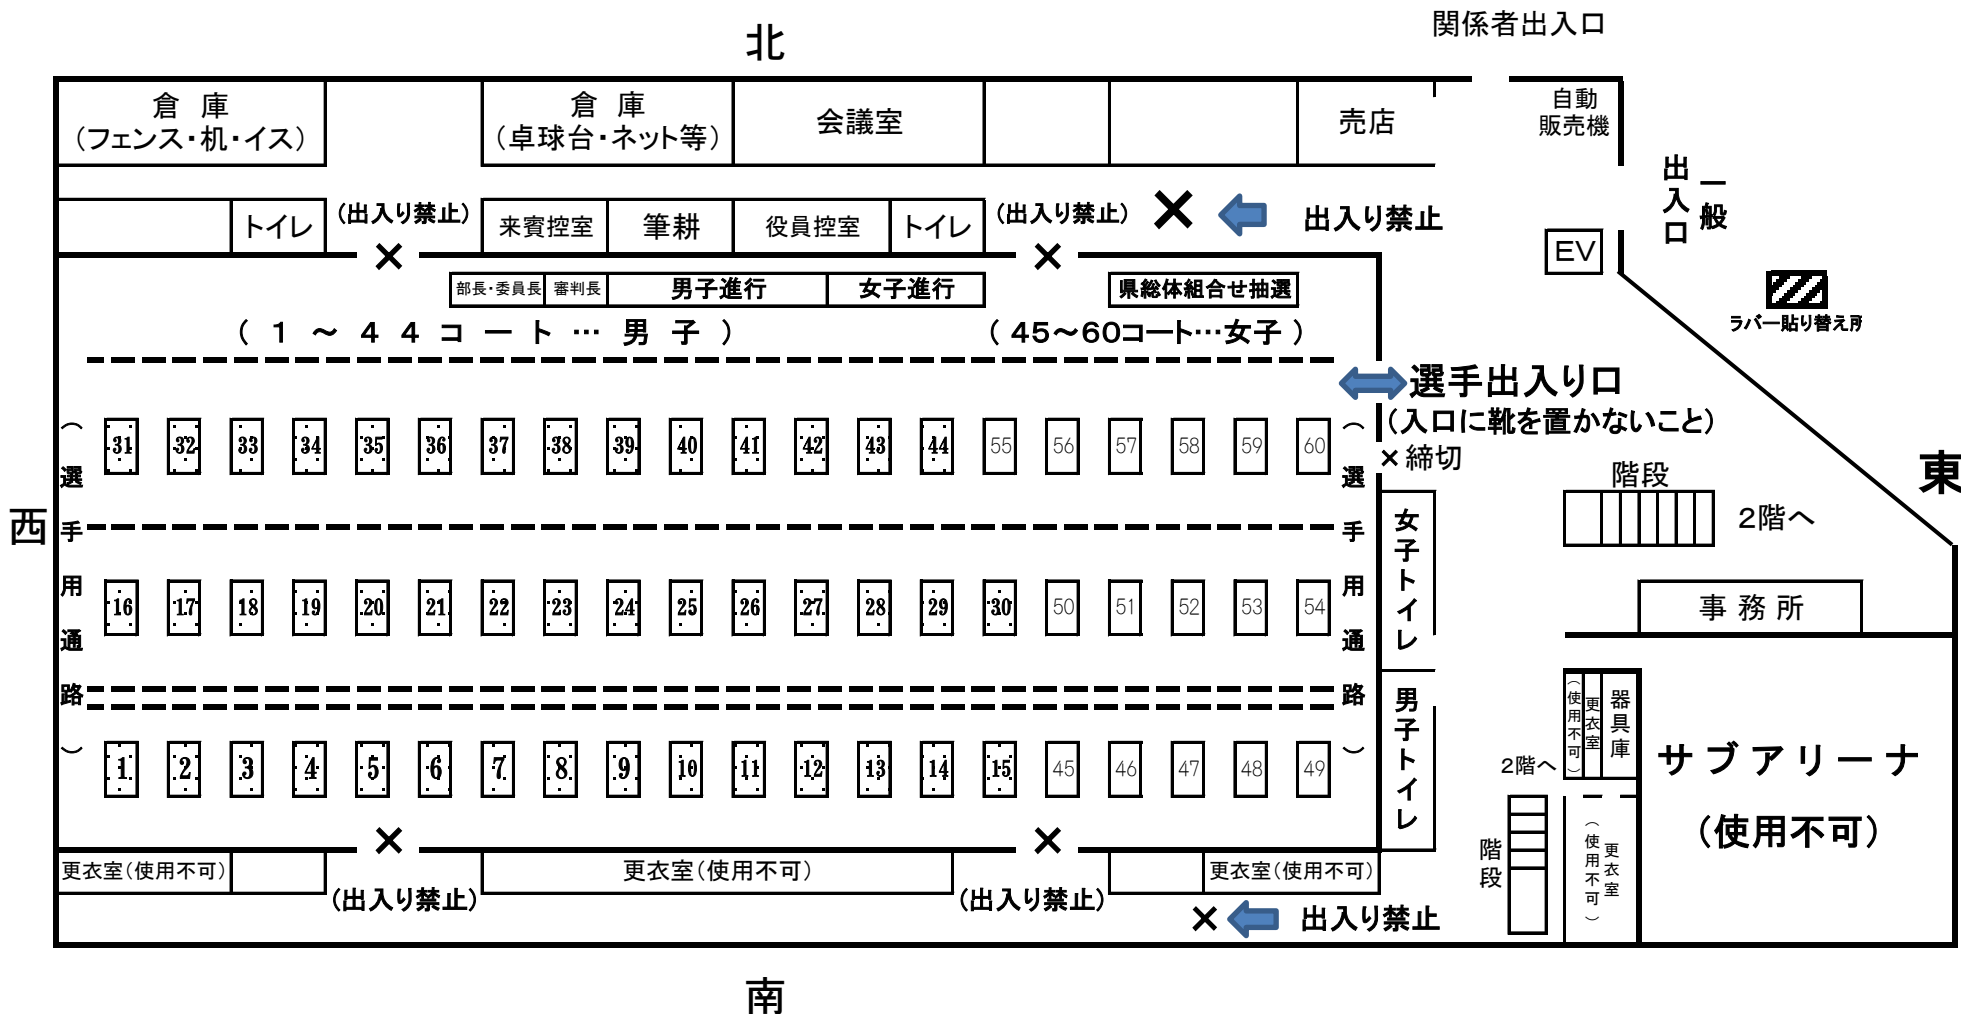 関係者出入口
北
倉 庫
(フェンス・机・イス)
倉 庫
(卓球台・ネット等)
会議室
売店
自動
販売機
一般
出入口
トイレ
(出入り禁止)
来賓控室
筆耕
役員控室
トイレ
(出入り禁止)
×
出入り禁止
×
×
EV
部長・委員長
審判長
男子進行
女子進行
県総体組合せ抽選
ラバー貼り替え所
(1~44コート…男子)
(45~60コート…女子)
選手出入り口
(入口に靴を置かないこと)
×締切
31 32 33 34 35 36 37 38 39 40 41 42 43 44 55 56 57 58 59 60
(選手用通路)
(選手用通路)
西
東
階段
2階へ
女子トイレ
16 17 18 19 20 21 22 23 24 25 26 27 28 29 30 50 51 52 53 54
事務所
男子トイレ
1 2 3 4 5 6 7 8 9 10 11 12 13 14 15 45 46 47 48 49
器具庫
更衣室
(使用不可)
2階へ
サブアリーナ
(使用不可)
×
×
更衣室(使用不可)
更衣室(使用不可)
更衣室(使用不可)
(出入り禁止)
(出入り禁止)
×
出入り禁止
階段
更衣室
(使用不可)
南